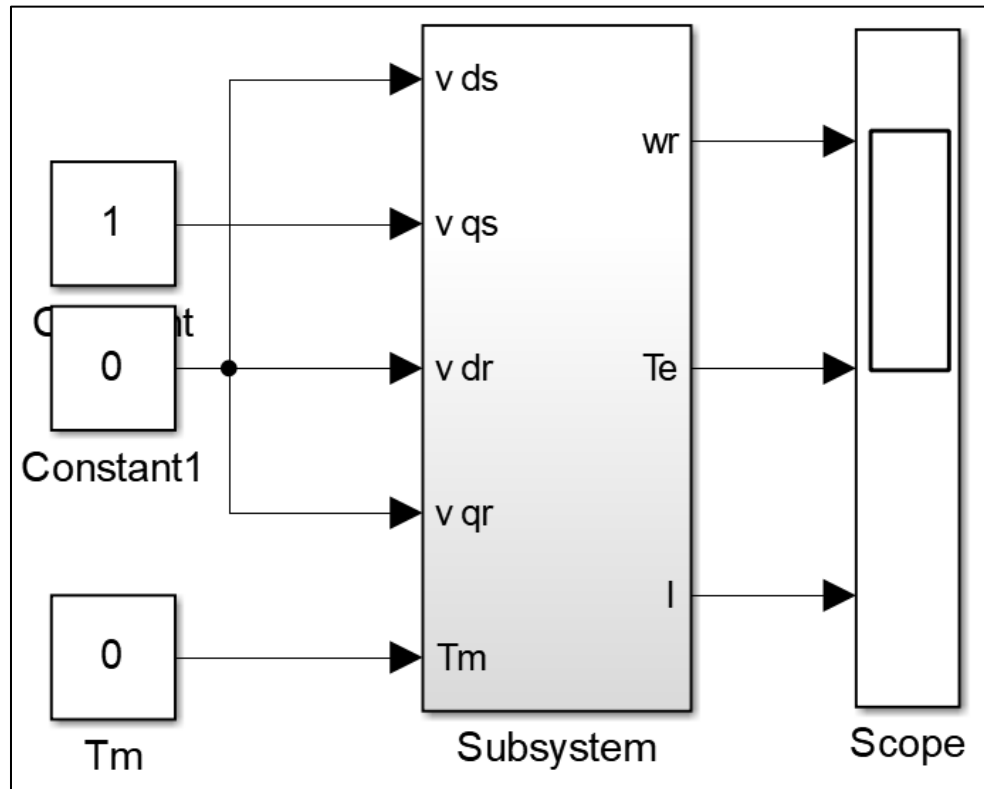 1
0
Constant1
0
Tm
v ds
v qs
v dr
v qr
Tm
wr
Te
I
Subsystem
Scope